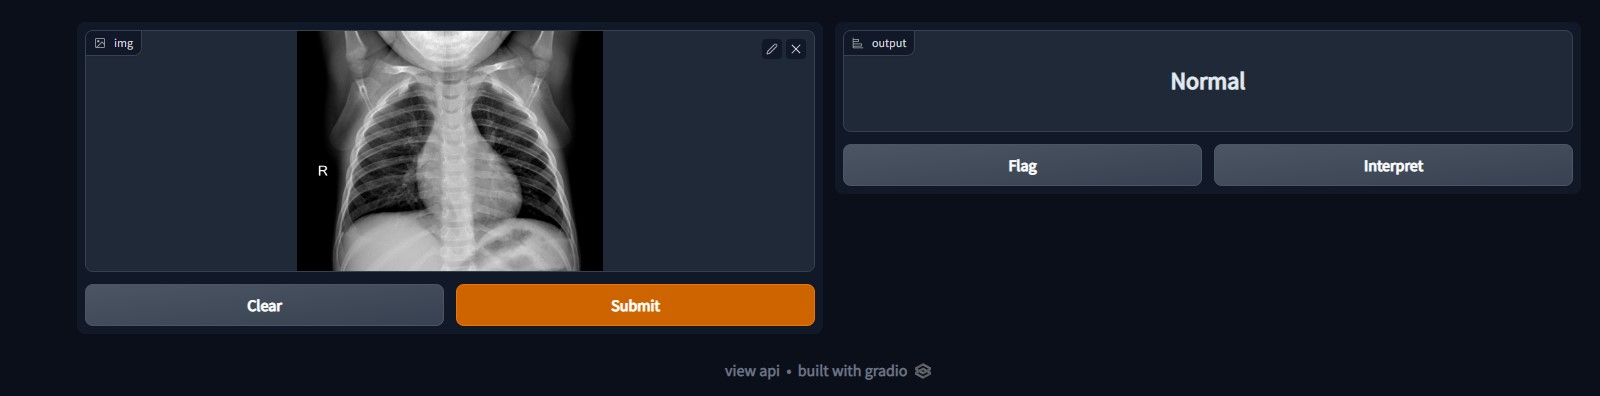 img
R
Clear
Submit
output
Normal
Flag
Interpret
view api • built with gradio